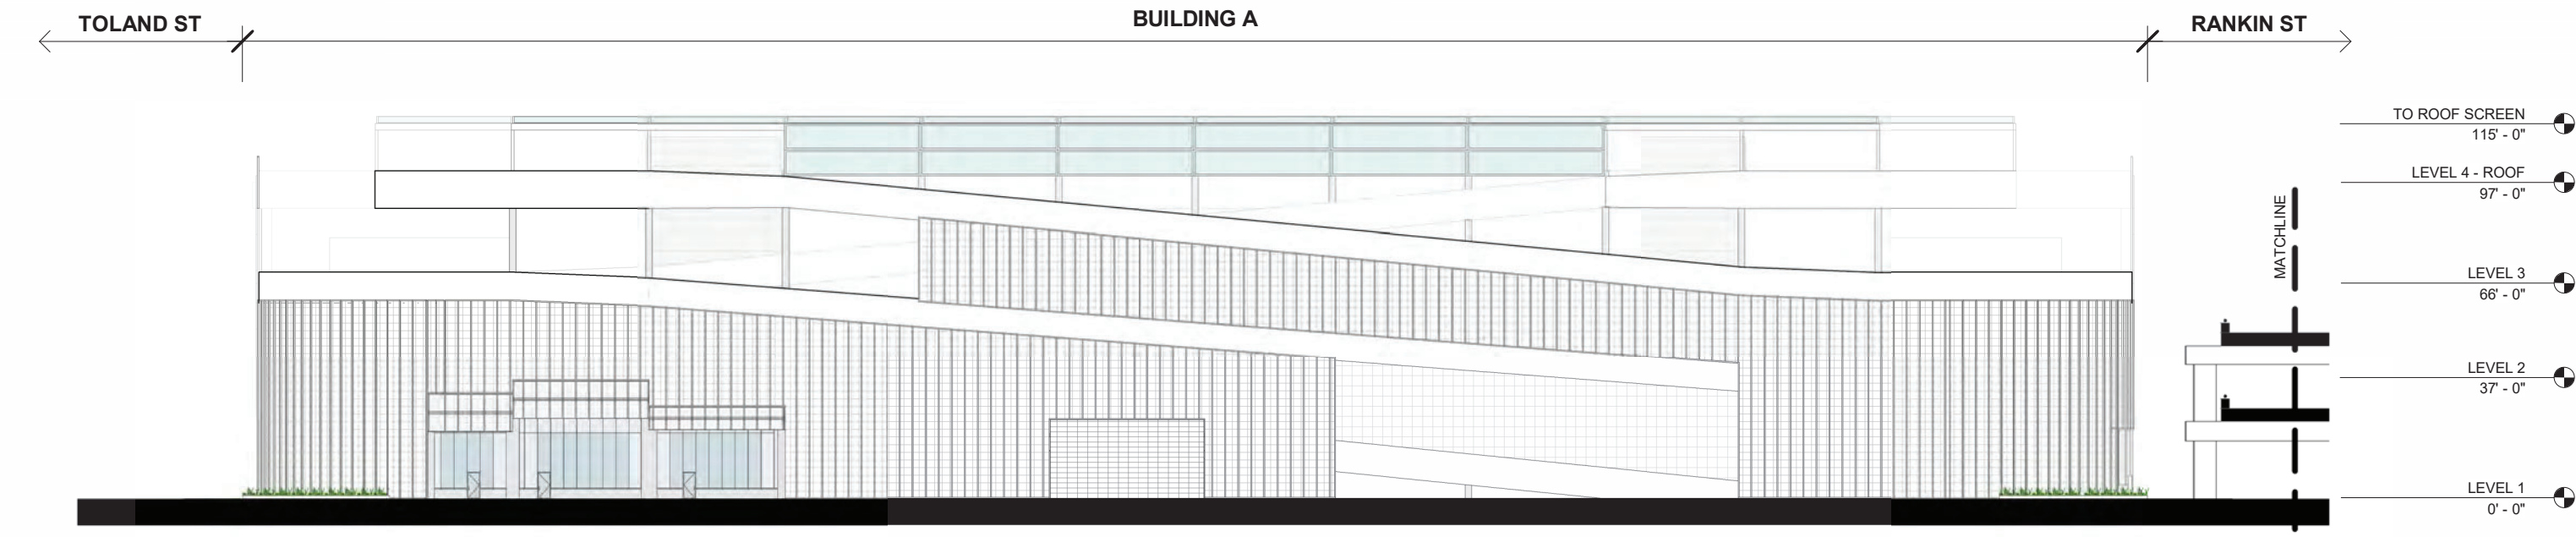 TOLAND ST
BUILDING A
RANKIN ST
TO ROOF SCREEN
115' - 0"
LEVEL 4 - ROOF
97' - 0"
MATCHLINE
LEVEL 3
66' - 0"
LEVEL 2
37' - 0"
LEVEL 1
0' - 0"